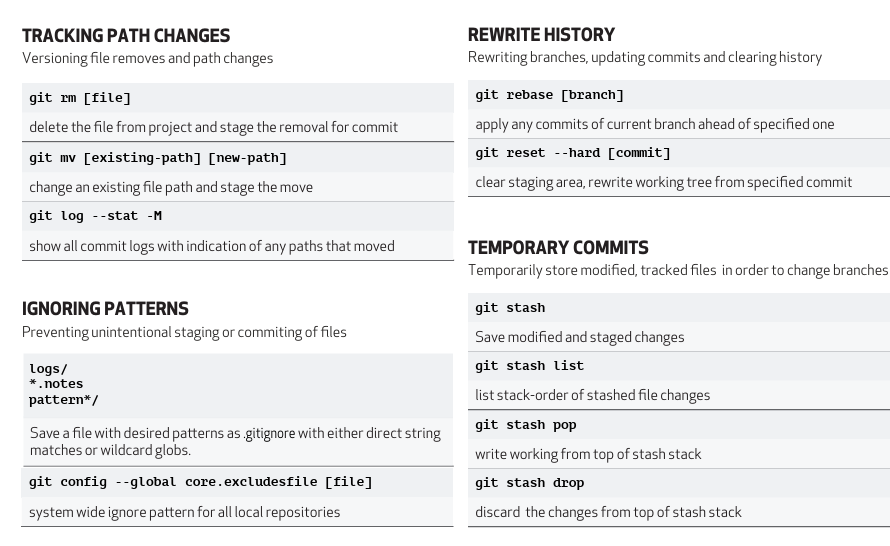 TRACKING PATH CHANGES
Versioning file removes and path changes
git rm [file]
delete the file from project and stage the removal for commit
git mv [existing-path] [new-path]
change an existing file path and stage the move
git log --stat -M
show all commit logs with indication of any paths that moved
IGNORING PATTERNS
Preventing unintentional staging or commiting of files
logs/
*.notes
pattern*/
Save a file with desired patterns as .gitignore with either direct string
matches or wildcard globs.
git config --global core.excludesfile [file]
system wide ignore pattern for all local repositories
REWRITE HISTORY
Rewriting branches, updating commits and clearing history
git rebase [branch]
apply any commits of current branch ahead of specified one
git reset --hard [commit]
clear staging area, rewrite working tree from specified commit
TEMPORARY COMMITS
Temporarily store modified, tracked files in order to change branches
git stash
Save modified and staged changes
git stash list
list stack-order of stashed file changes
git stash pop
write working from top of stash stack
git stash drop
discard the changes from top of stash stack